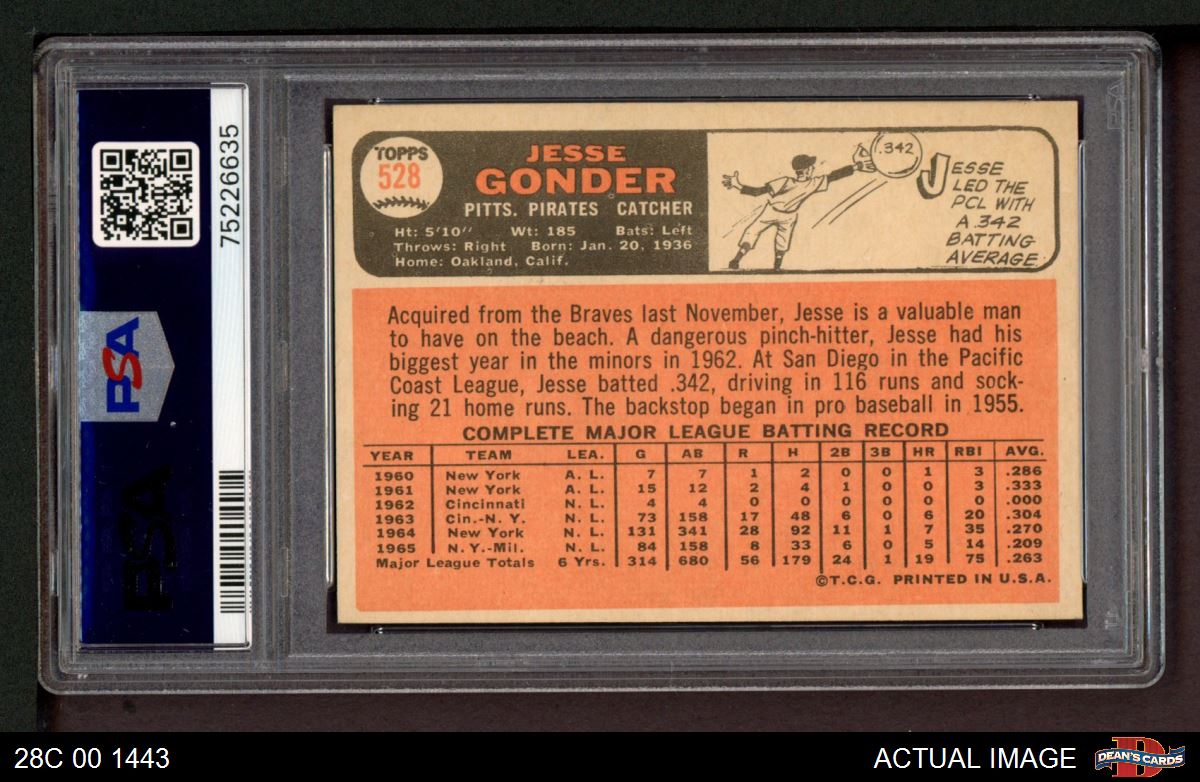 75226635
PSA
PSA
TOPPS
528
JESSE
GONDER
PITTS. PIRATES CATCHER
Ht: 5'10" Wt: 185 Bats: Left
Throws: Right Born: Jan. 20, 1936
Home: Oakland, Calif.
.342
JESSE
LED THE
PCL WITH
A .342
BATTING
AVERAGE
Acquired from the Braves last November, Jesse is a valuable man
to have on the beach. A dangerous pinch-hitter, Jesse had his
biggest year in the minors in 1962. At San Diego in the Pacific
Coast League, Jesse batted .342, driving in 116 runs and sock-
ing 21 home runs. The backstop began in pro baseball in 1955.
COMPLETE MAJOR LEAGUE BATTING RECORD
YEAR TEAM LEA. G AB R H 2B 3B HR RBI AVG.
1960 New York A. L. 7 7 1 2 0 0 1 3 .286
1961 New York A. L. 15 12 2 4 1 0 0 3 .333
1962 Cincinnati N. L. 4 4 0 0 0 0 0 0 .000
1963 Cin.-N. Y. N. L. 73 158 17 48 6 0 6 20 .304
1964 New York N. L. 131 341 28 92 11 1 7 35 .270
1965 N. Y.-Mil. N. L. 84 158 8 33 6 0 5 14 .209
Major League Totals 6 Yrs. 314 680 56 179 24 1 19 75 .263
©T.C.G. PRINTED IN U.S.A.
28C 00 1443
ACTUAL IMAGE
DEAN'S CARDS